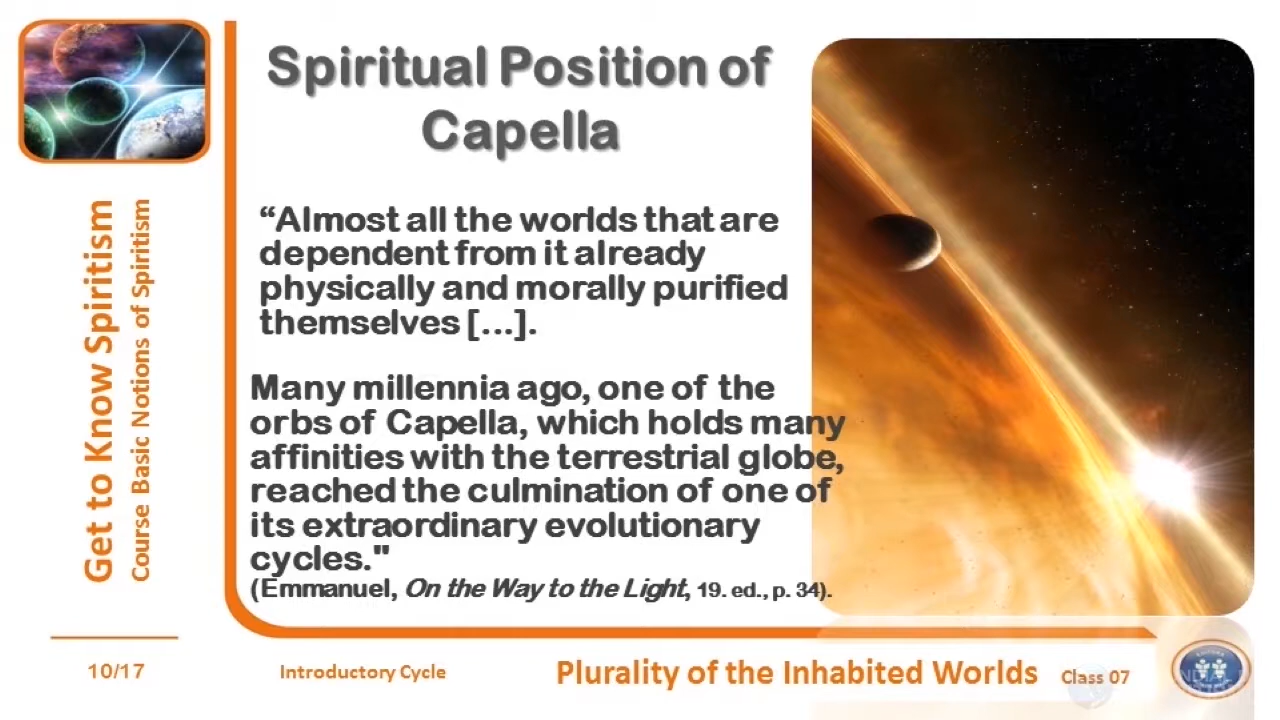 Spiritual Position of
Capella
“Almost all the worlds that are
dependent from it already
physically and morally purified
themselves [...].
Many millennia ago, one of the
orbs of Capella, which holds many
affinities with the terrestrial globe,
reached the culmination of one of
its extraordinary evolutionary
cycles."
(Emmanuel, On the Way to the Light, 19. ed., p. 34).
Get to Know Spiritism
Course Basic Notions of Spiritism
10/17
Introductory Cycle
Plurality of the Inhabited Worlds
Class 07